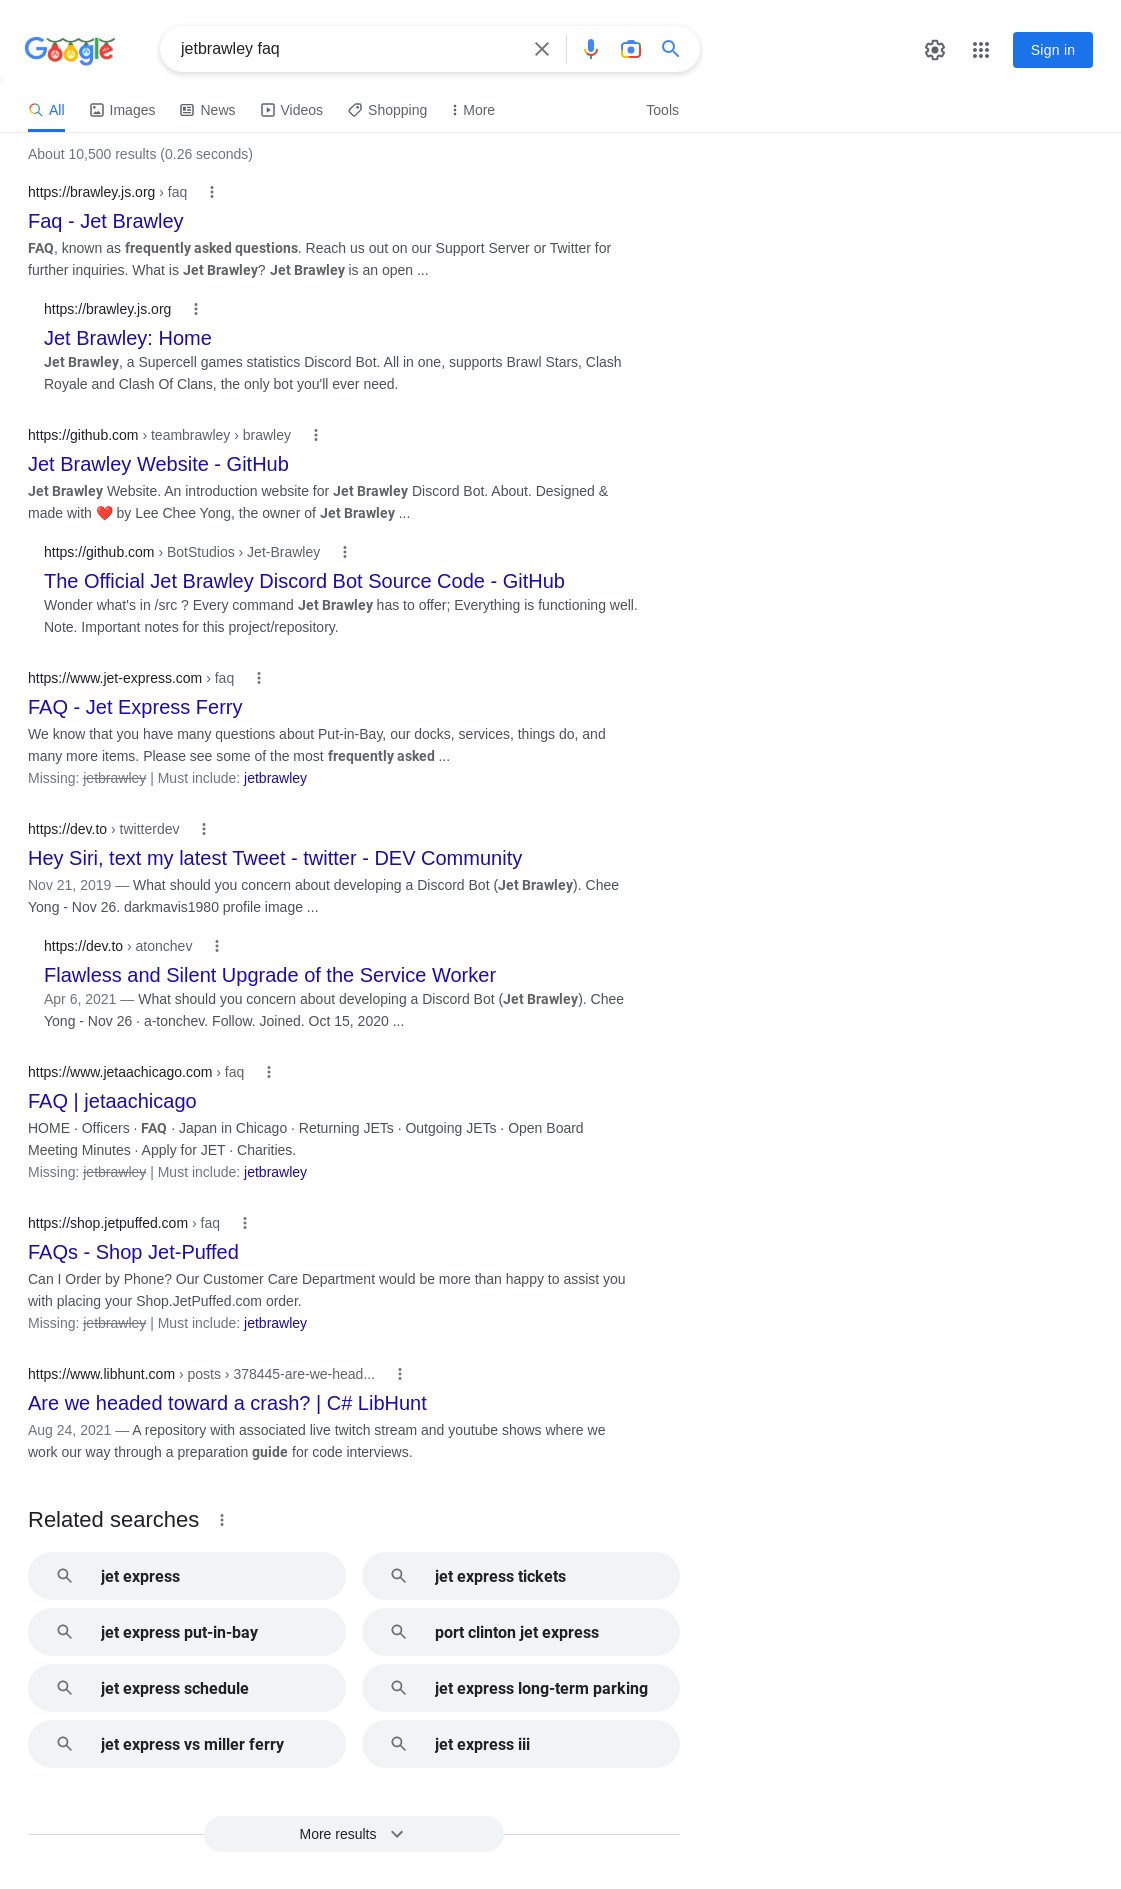 Google
jetbrawley faq
Sign in
All Images News Videos Shopping More Tools
About 10,500 results (0.26 seconds)
https://brawley.js.org › faq
Faq - Jet Brawley
FAQ, known as frequently asked questions. Reach us out on our Support Server or Twitter for
further inquiries. What is Jet Brawley? Jet Brawley is an open ...
https://brawley.js.org
Jet Brawley: Home
Jet Brawley, a Supercell games statistics Discord Bot. All in one, supports Brawl Stars, Clash
Royale and Clash Of Clans, the only bot you'll ever need.
https://github.com › teambrawley › brawley
Jet Brawley Website - GitHub
Jet Brawley Website. An introduction website for Jet Brawley Discord Bot. About. Designed &
made with ❤️ by Lee Chee Yong, the owner of Jet Brawley ...
https://github.com › BotStudios › Jet-Brawley
The Official Jet Brawley Discord Bot Source Code - GitHub
Wonder what's in /src ? Every command Jet Brawley has to offer; Everything is functioning well.
Note. Important notes for this project/repository.
https://www.jet-express.com › faq
FAQ - Jet Express Ferry
We know that you have many questions about Put-in-Bay, our docks, services, things do, and
many more items. Please see some of the most frequently asked ...
Missing: jetbrawley | Must include: jetbrawley
https://dev.to › twitterdev
Hey Siri, text my latest Tweet - twitter - DEV Community
Nov 21, 2019 — What should you concern about developing a Discord Bot (Jet Brawley). Chee
Yong - Nov 26. darkmavis1980 profile image ...
https://dev.to › atonchev
Flawless and Silent Upgrade of the Service Worker
Apr 6, 2021 — What should you concern about developing a Discord Bot (Jet Brawley). Chee
Yong - Nov 26 · a-tonchev. Follow. Joined. Oct 15, 2020 ...
https://www.jetaachicago.com › faq
FAQ | jetaachicago
HOME · Officers · FAQ · Japan in Chicago · Returning JETs · Outgoing JETs · Open Board
Meeting Minutes · Apply for JET · Charities.
Missing: jetbrawley | Must include: jetbrawley
https://shop.jetpuffed.com › faq
FAQs - Shop Jet-Puffed
Can I Order by Phone? Our Customer Care Department would be more than happy to assist you
with placing your Shop.JetPuffed.com order.
Missing: jetbrawley | Must include: jetbrawley
https://www.libhunt.com › posts › 378445-are-we-head...
Are we headed toward a crash? | C# LibHunt
Aug 24, 2021 — A repository with associated live twitch stream and youtube shows where we
work our way through a preparation guide for code interviews.
Related searches
jet express
jet express tickets
jet express put-in-bay
port clinton jet express
jet express schedule
jet express long-term parking
jet express vs miller ferry
jet express iii
More results